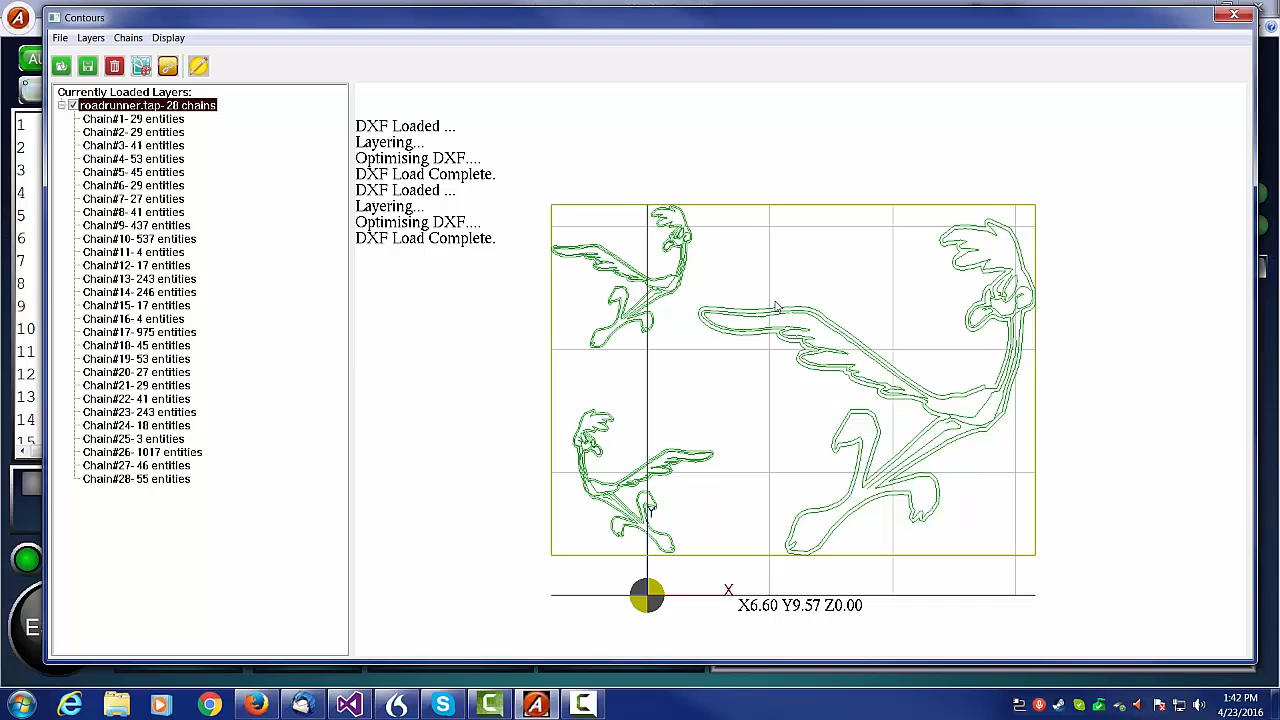 Contours
File Layers Chains Display
Currently Loaded Layers:
roadrunner.tap- 28 chains
Chain#1- 29 entities
Chain#2- 29 entities
Chain#3- 41 entities
Chain#4- 53 entities
Chain#5- 45 entities
Chain#6- 29 entities
Chain#7- 27 entities
Chain#8- 41 entities
Chain#9- 437 entities
Chain#10- 537 entities
Chain#11- 4 entities
Chain#12- 17 entities
Chain#13- 243 entities
Chain#14- 246 entities
Chain#15- 17 entities
Chain#16- 4 entities
Chain#17- 975 entities
Chain#18- 45 entities
Chain#19- 53 entities
Chain#20- 27 entities
Chain#21- 29 entities
Chain#22- 41 entities
Chain#23- 243 entities
Chain#24- 18 entities
Chain#25- 3 entities
Chain#26- 1017 entities
Chain#27- 46 entities
Chain#28- 55 entities
DXF Loaded ...
Layering...
Optimising DXF....
DXF Load Complete.
DXF Loaded ...
Layering...
Optimising DXF....
DXF Load Complete.
Y
X
X6.60 Y9.57 Z0.00
AU
1
2
3
4
5
6
7
8
9
10
11
12
13
14
15
E
1:42 PM
4/23/2016